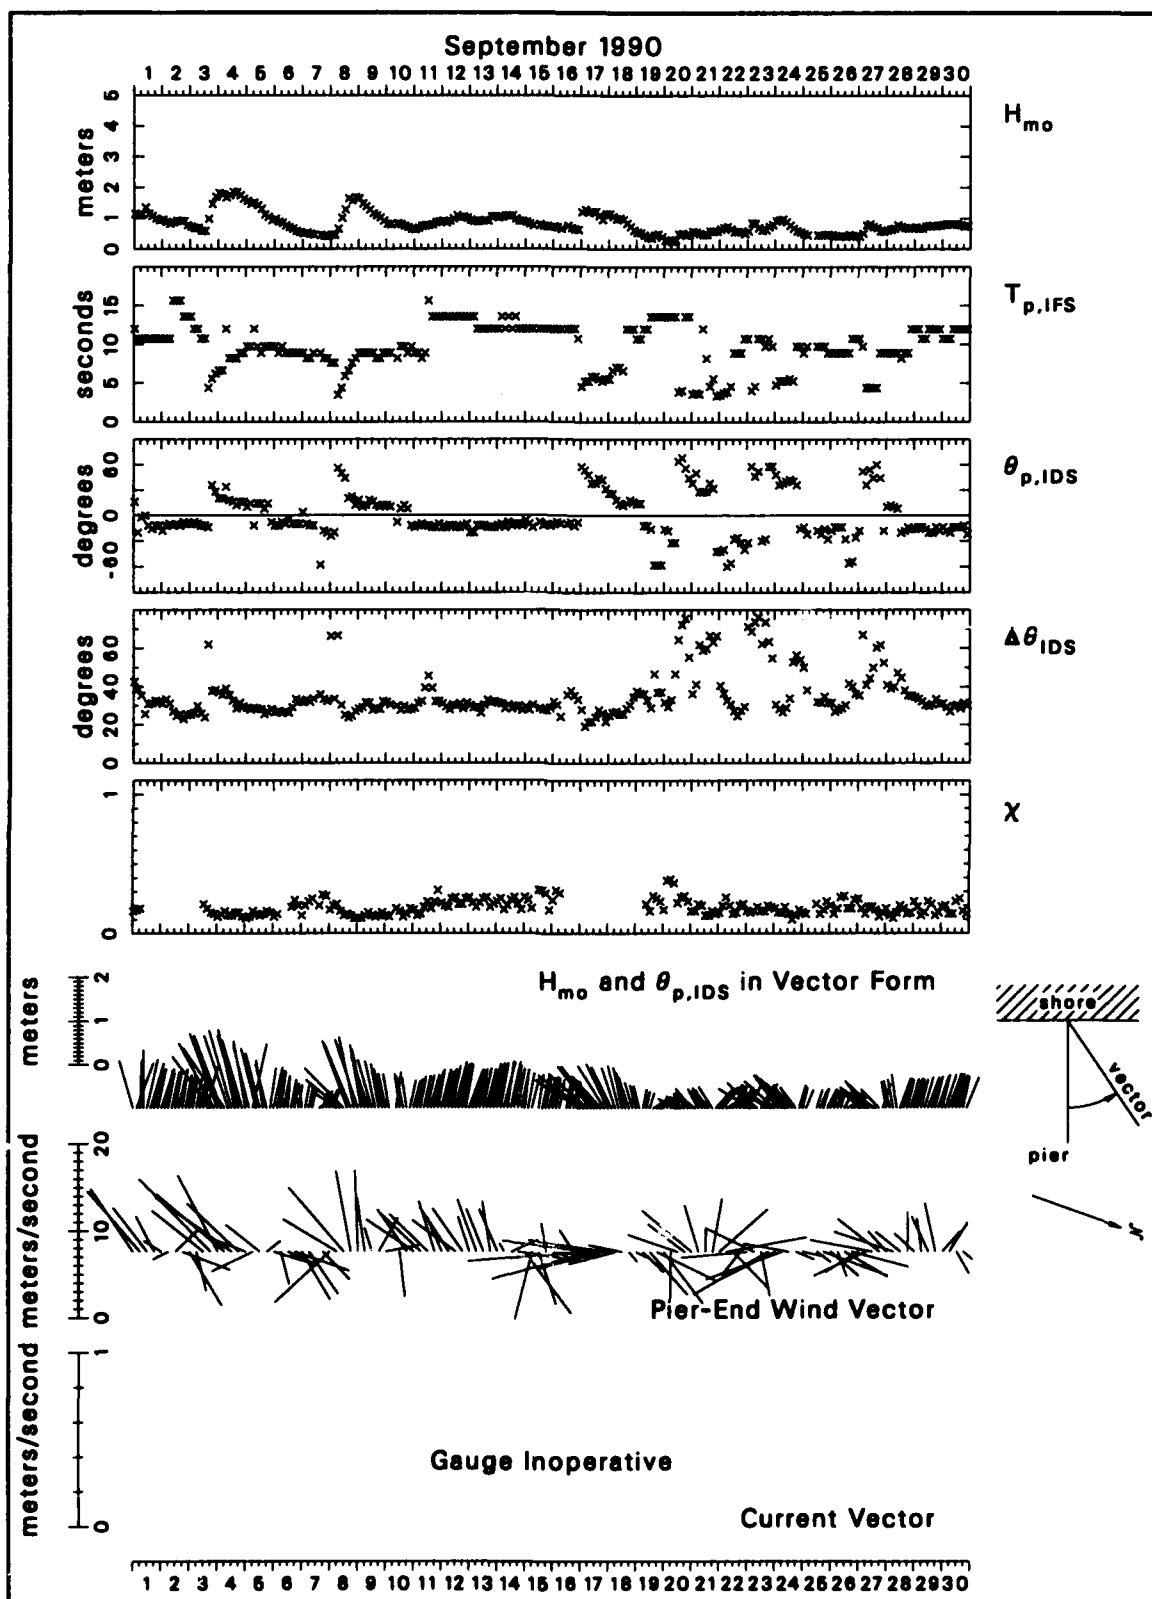 September 1990
1 2 3 4 5 6 7 8 9 10 11 12 13 14 15 16 17 18 19 20 21 22 23 24 25 26 27 28 29 30
meters
5
4
3
2
1
0
H_mo
seconds
15
10
5
0
T_p,IFS
degrees
60
0
-60
θ_p,IDS
degrees
60
40
20
0
Δθ_IDS
1
0
χ
meters
2
1
0
H_mo and θ_p,IDS in Vector Form
shore
vector
pier
N
meters/second
20
10
0
Pier-End Wind Vector
meters/second
1
0
Gauge Inoperative
Current Vector
1 2 3 4 5 6 7 8 9 10 11 12 13 14 15 16 17 18 19 20 21 22 23 24 25 26 27 28 29 30